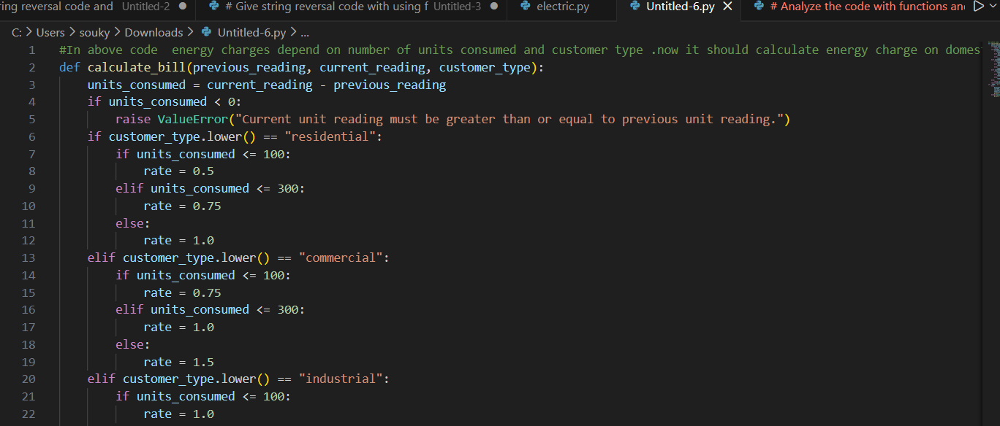 ring reversal code and Untitled-2 # Give string reversal code with using f Untitled-3 electric.py Untitled-6.py # Analyze the code with functions an
C: > Users > souky > Downloads > Untitled-6.py > ...
1 #In above code  energy charges depend on number of units consumed and customer type .now it should calculate energy charge on domes
2 def calculate_bill(previous_reading, current_reading, customer_type):
3     units_consumed = current_reading - previous_reading
4     if units_consumed < 0:
5         raise ValueError("Current unit reading must be greater than or equal to previous unit reading.")
6     if customer_type.lower() == "residential":
7         if units_consumed <= 100:
8             rate = 0.5
9         elif units_consumed <= 300:
10             rate = 0.75
11         else:
12             rate = 1.0
13     elif customer_type.lower() == "commercial":
14         if units_consumed <= 100:
15             rate = 0.75
16         elif units_consumed <= 300:
17             rate = 1.0
18         else:
19             rate = 1.5
20     elif customer_type.lower() == "industrial":
21         if units_consumed <= 100:
22             rate = 1.0